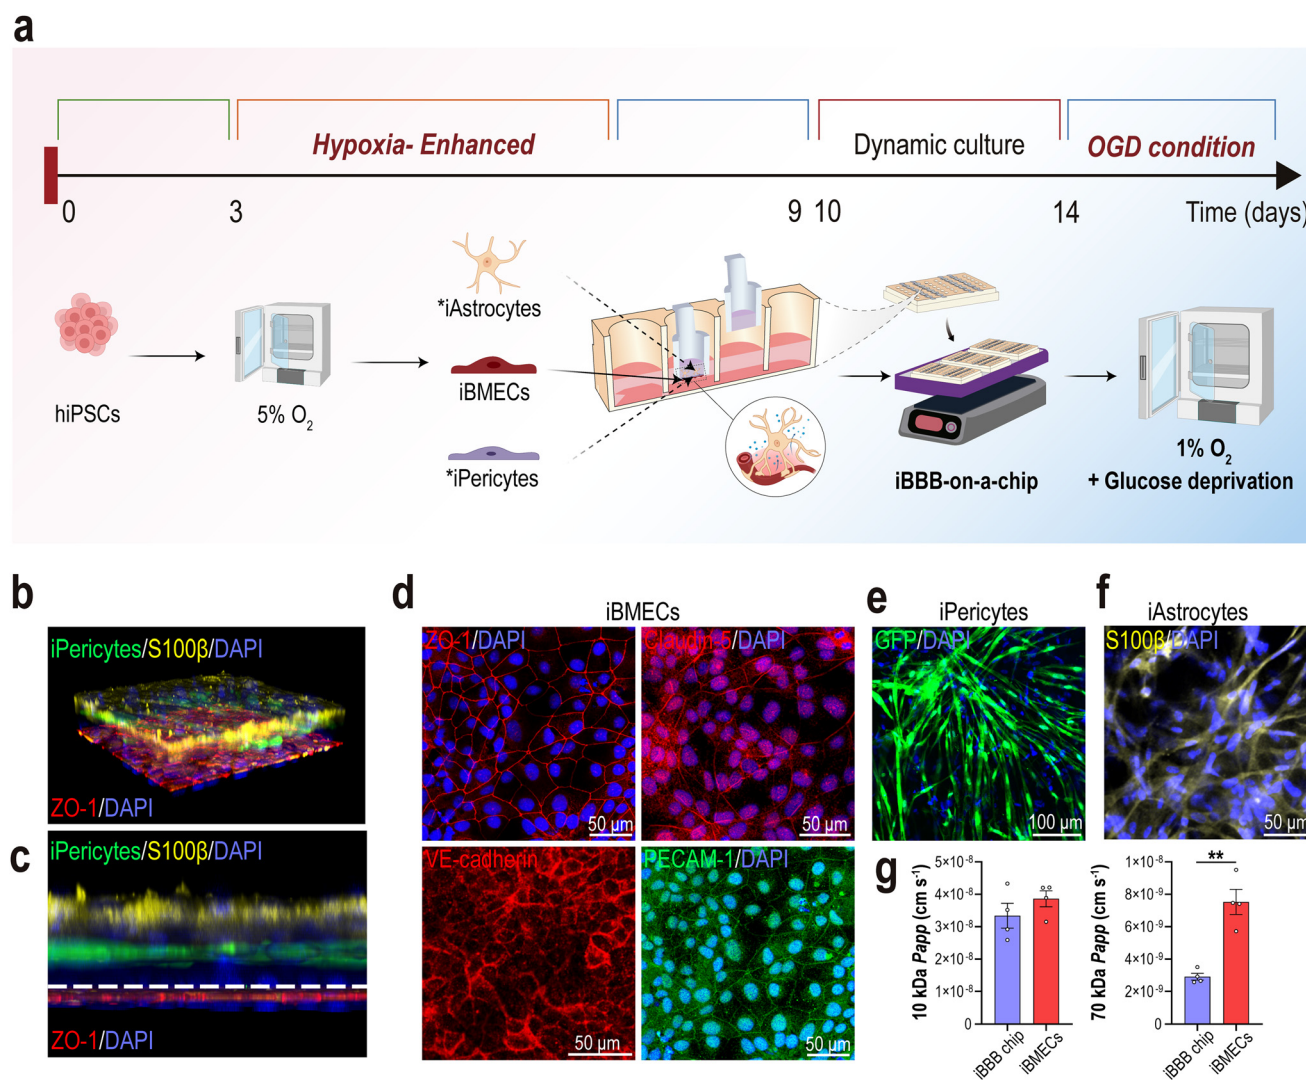 a
Hypoxia- Enhanced
Dynamic culture
OGD condition
0
3
9
10
14
Time (days)
*iAstrocytes
hiPSCs
5% O₂
iBMECs
*iPericytes
iBBB-on-a-chip
1% O₂
+ Glucose deprivation
b
iPericytes/S100β/DAPI
ZO-1/DAPI
c
iPericytes/S100β/DAPI
ZO-1/DAPI
d
iBMECs
ZO-1/DAPI
50 µm
Claudin-5/DAPI
50 µm
VE-cadherin
50 µm
PECAM-1/DAPI
50 µm
e
iPericytes
GFP/DAPI
100 µm
f
iAstrocytes
S100β/DAPI
50 µm
g
10 kDa Papp (cm s⁻¹)
5×10⁻⁸
4×10⁻⁸
3×10⁻⁸
2×10⁻⁸
1×10⁻⁸
0
iBBB chip
iBMECs
70 kDa Papp (cm s⁻¹)
1×10⁻⁸
8×10⁻⁹
6×10⁻⁹
4×10⁻⁹
2×10⁻⁹
0
**
iBBB chip
iBMECs